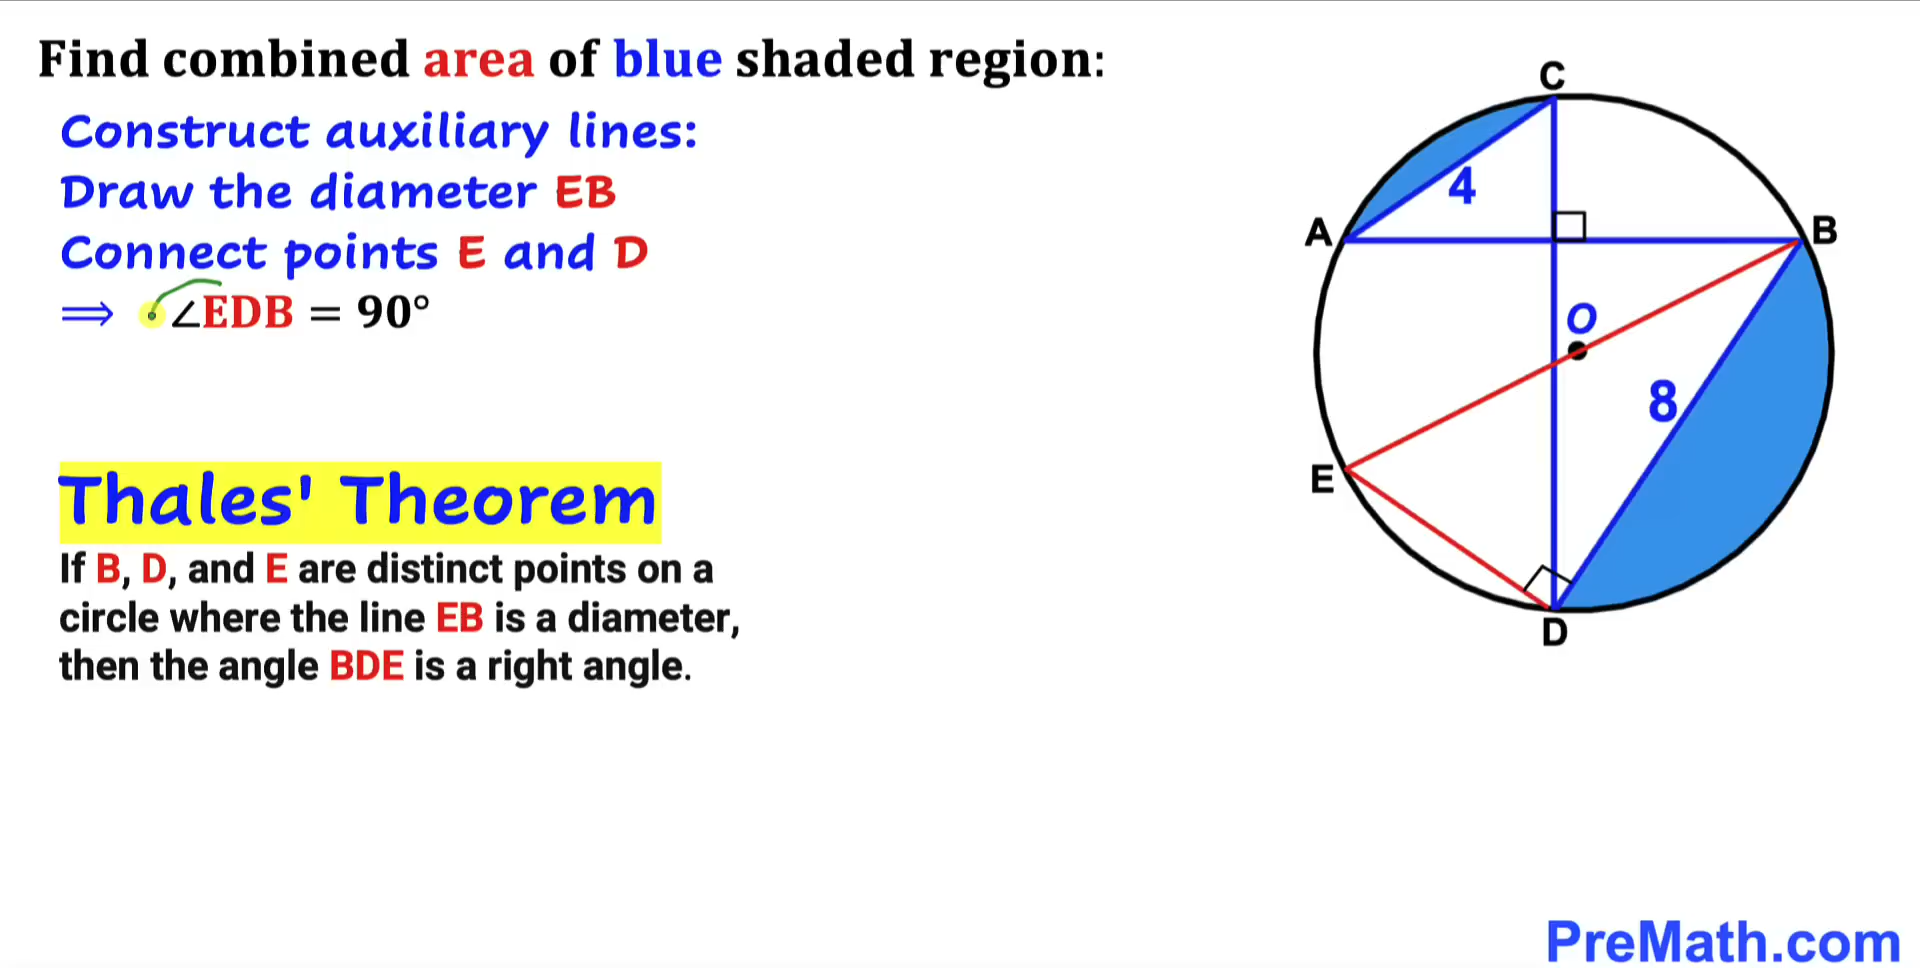 Find combined area of blue shaded region:
Construct auxiliary lines:
Draw the diameter EB
Connect points E and D
⟹ ∠EDB = 90°
Thales' Theorem
If B, D, and E are distinct points on a
circle where the line EB is a diameter,
then the angle BDE is a right angle.
C
4
A
B
O
8
E
D
PreMath.com